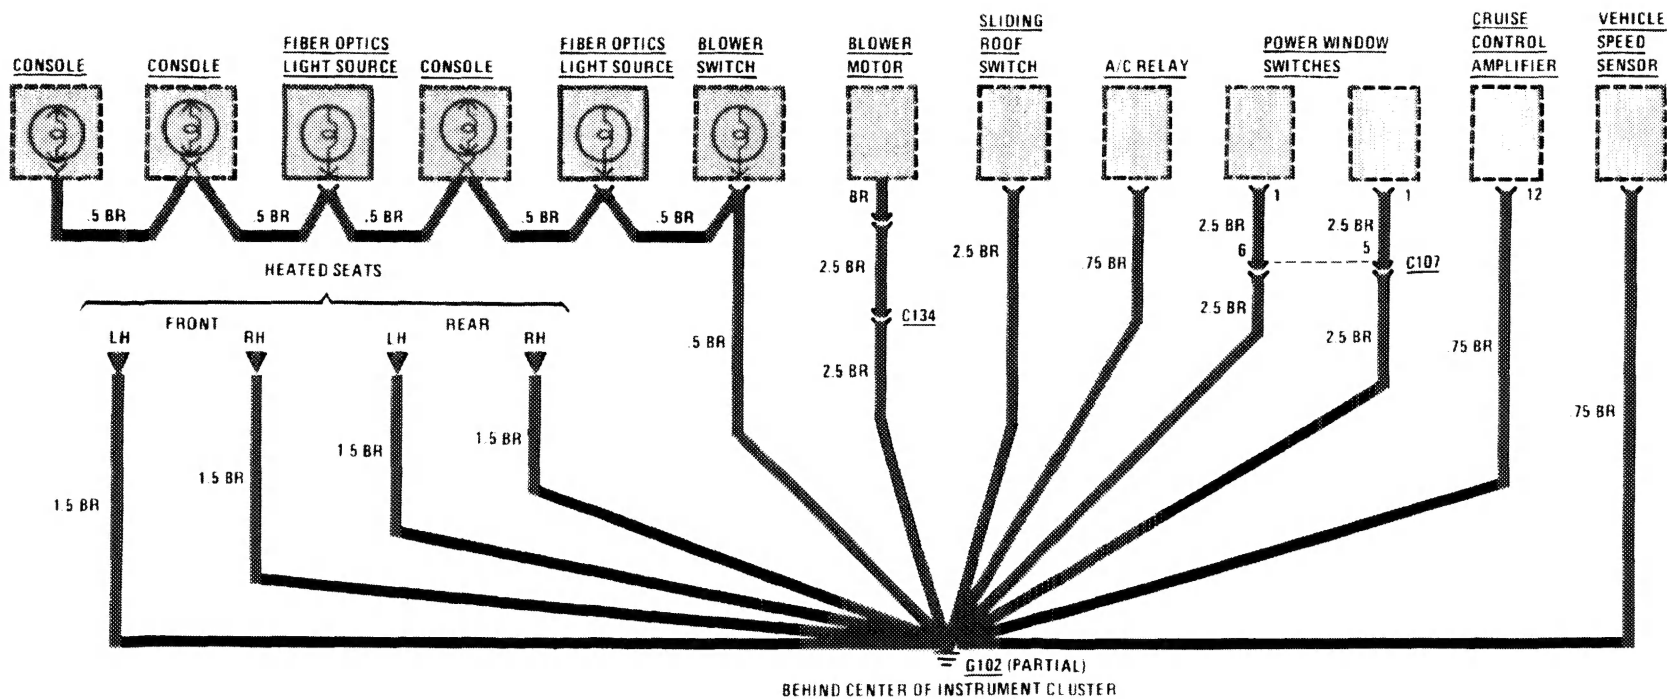 CONSOLE
CONSOLE
FIBER OPTICS
LIGHT SOURCE
CONSOLE
FIBER OPTICS
LIGHT SOURCE
BLOWER
SWITCH
BLOWER
MOTOR
SLIDING
ROOF
SWITCH
A/C RELAY
POWER WINDOW
SWITCHES
CRUISE
CONTROL
AMPLIFIER
VEHICLE
SPEED
SENSOR
.5 BR
.5 BR
.5 BR
.5 BR
.5 BR
BR
1
1
12
2.5 BR
2.5 BR
6
5
2.5 BR
2.5 BR
.75 BR
C107
HEATED SEATS
FRONT
REAR
LH
RH
LH
RH
C134
2.5 BR
2.5 BR
.5 BR
2.5 BR
.75 BR
.75 BR
1.5 BR
1.5 BR
1.5 BR
1.5 BR
G102 (PARTIAL)
BEHIND CENTER OF INSTRUMENT CLUSTER